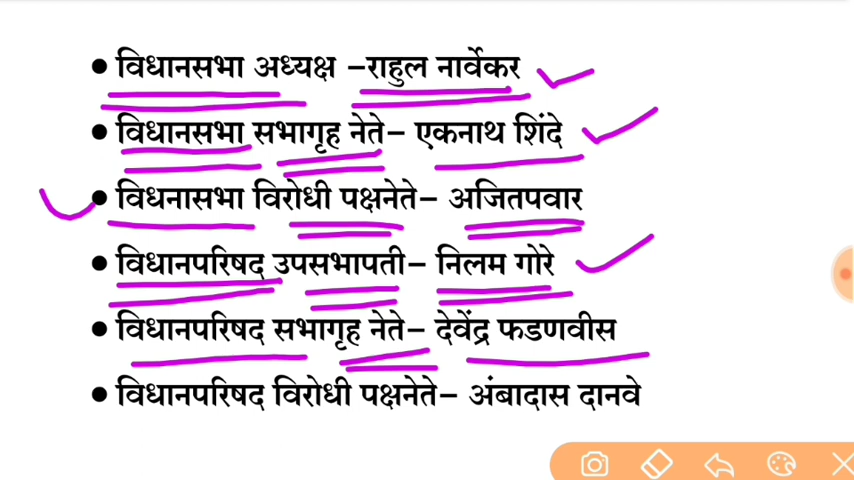 • विधानसभा अध्यक्ष –राहुल नार्वेकर
• विधानसभा सभागृह नेते– एकनाथ शिंदे
• विधनासभा विरोधी पक्षनेते– अजितपवार
• विधानपरिषद उपसभापती– निलम गोरे
• विधानपरिषद सभागृह नेते– देवेंद्र फडणवीस
• विधानपरिषद विरोधी पक्षनेते– अंबादास दानवे